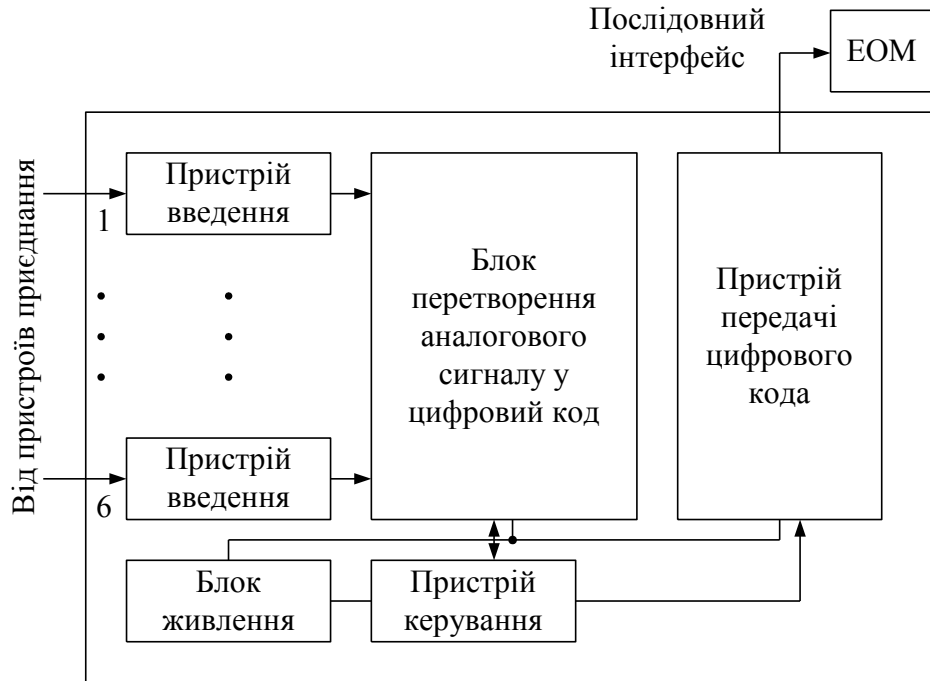 Послідовний
інтерфейс
ЕОМ
Від пристроїв приєднання
1
Пристрій
введення
Блок
перетворення
аналогового
сигналу у
цифровий код
Пристрій
передачі
цифрового
кода
6
Пристрій
введення
Блок
живлення
Пристрій
керування